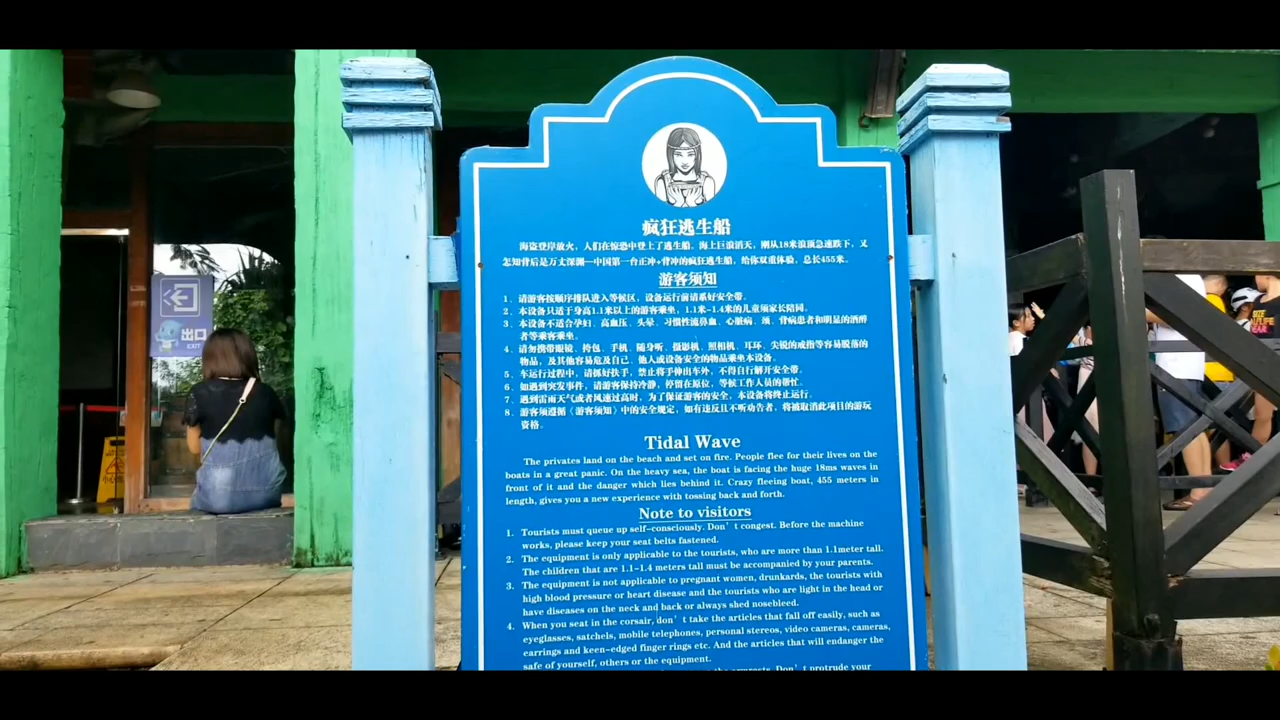 疯狂逃生船
海盗登岸放火，人们在惊恐中登上了逃生船，海上巨浪滔天，刚从18米浪顶急速跌下，又
怎知背后是万丈深渊—中国第一台正冲+背冲的疯狂逃生船，给你双重体验，总长455米。
游客须知
1、请游客按顺序排队进入等候区，设备运行前请系好安全带。
2、本设备只适于身高1.1米以上的游客乘坐，1.1米-1.4米的儿童须家长陪同。
3、本设备不适合孕妇、高血压、头晕、习惯性流鼻血、心脏病、颈、背病患者和明显的酒醉
者等乘客乘坐。
4、请勿携带眼镜、挎包、手机、随身听、摄影机、照相机、耳环、尖锐的戒指等容易脱落的
物品，及其他容易危及自己、他人或设备安全的物品乘坐本设备。
5、车运行过程中，请抓好扶手，禁止将手伸出车外，不得自行解开安全带。
6、如遇到突发事件，请游客保持冷静，停留在原位，等候工作人员的帮忙。
7、遇到雷雨天气或者风速过高时，为了保证游客的安全，本设备将终止运行。
8、游客须遵循《游客须知》中的安全规定，如有违反且不听劝告者，将被取消此项目的游玩
资格。
Tidal Wave
The privates land on the beach and set on fire. People flee for their lives on the
boats in a great panic. On the heavy sea, the boat is facing the huge 18ms waves in
front of it and the danger which lies behind it. Crazy fleeing boat, 455 meters in
length, gives you a new experience with tossing back and forth.
Note to visitors
1. Tourists must queue up self-consciously. Don't congest. Before the machine
works, please keep your seat belts fastened.
2. The equipment is only applicable to the tourists, who are more than 1.1meter tall.
The children that are 1.1-1.4 meters tall must be accompanied by your parents.
3. The equipment is not applicable to pregnant women, drunkards, the tourists with
high blood pressure or heart disease and the tourists who are light in the head or
have diseases on the neck and back or always shed nosebleed.
4. When you seat in the corsair, don't take the articles that fall off easily, such as
eyeglasses, satchels, mobile telephones, personal stereos, video cameras, cameras,
earrings and keen-edged finger rings etc. And the articles that will endanger the
safe of yourself, others or the equipment.
Don't protrude your
出口
EXIT